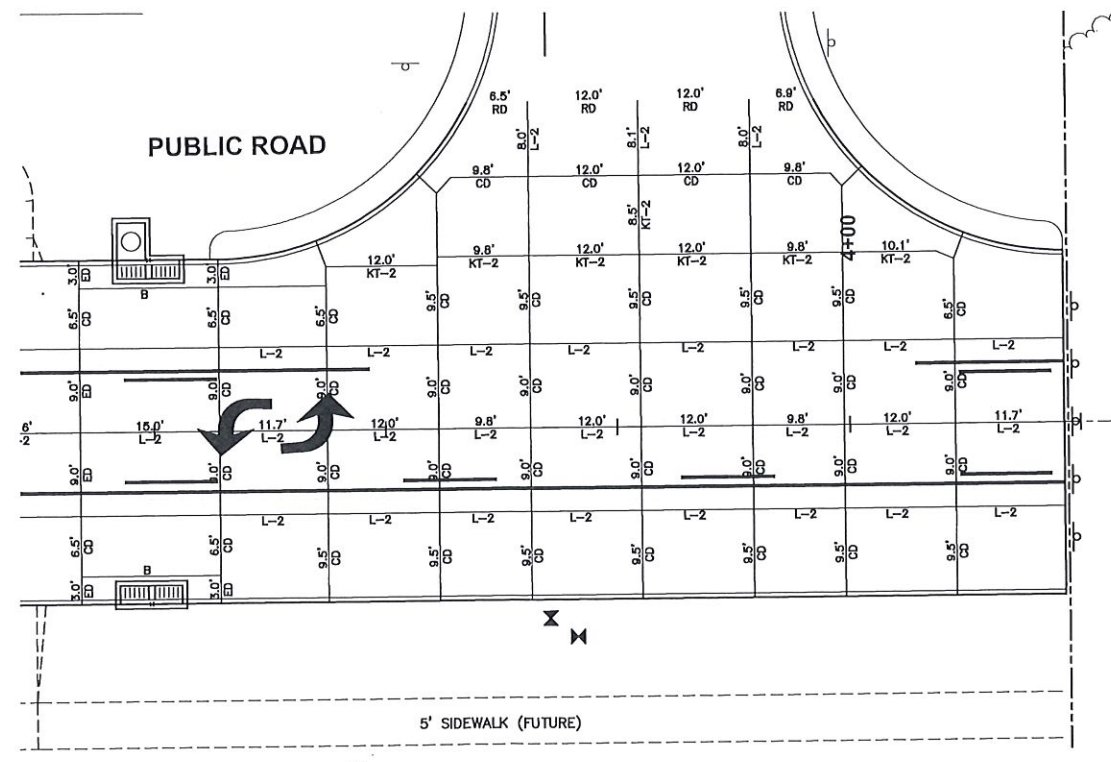 6.5' 12.0' 12.0' 6.9'
RD RD RD RD
8.0' L-2 8.1' L-2 8.0' L-2
PUBLIC ROAD
9.8' 12.0' 12.0' 9.8'
CD CD CD CD
8.5' KT-2
4+00
12.0' 9.8' 12.0' 12.0' 9.8' 10.1'
KT-2 KT-2 KT-2 KT-2 KT-2 KT-2
3.0' ED 3.0' ED
B
6.5' CD 6.5' CD 6.5' CD 9.5' CD 9.5' CD 9.5' CD 9.5' CD 9.5' CD 6.5' CD
L-2 L-2 L-2 L-2 L-2 L-2 L-2 L-2
9.0' ED 9.0' CD 9.0' CD 9.0' CD 9.0' CD 9.0' CD 9.0' CD 9.0' CD 9.0' CD
6' 15.0' 11.7' 12.0' 9.8' 12.0' 12.0' 9.8' 12.0' 11.7'
-2 L-2 L-2 L-2 L-2 L-2 L-2 L-2 L-2 L-2
9.0' ED 9.0' CD 9.0' CD 9.0' CD 9.0' CD 9.0' CD 9.0' CD 9.0' CD 9.0' CD
L-2 L-2 L-2 L-2 L-2 L-2 L-2 L-2
6.5' CD 6.5' CD 9.5' CD 9.5' CD 9.5' CD 9.5' CD 9.5' CD 9.5' CD 9.5' CD
B
3.0' ED 3.0' ED
5' SIDEWALK (FUTURE)